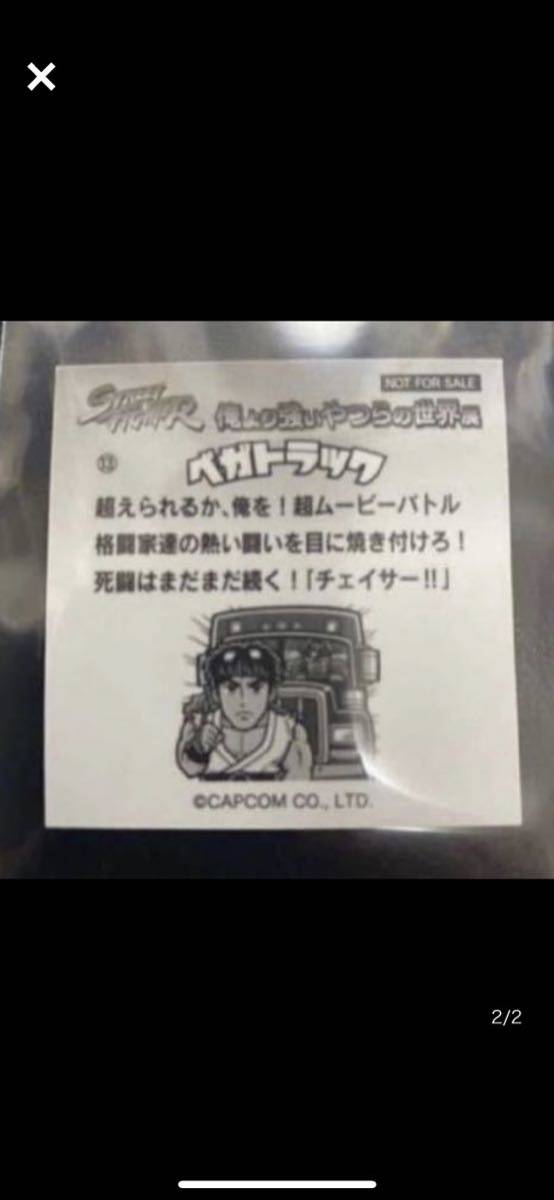 NOT FOR SALE
STREET FIGHTER 俺より強いやつらの世界展
⑬ ベガトラック
超えられるか、俺を！超ムービーバトル
格闘家達の熱い闘いを目に焼き付けろ！
死闘はまだまだ続く！「チェイサー!!」
©CAPCOM CO., LTD.
2/2